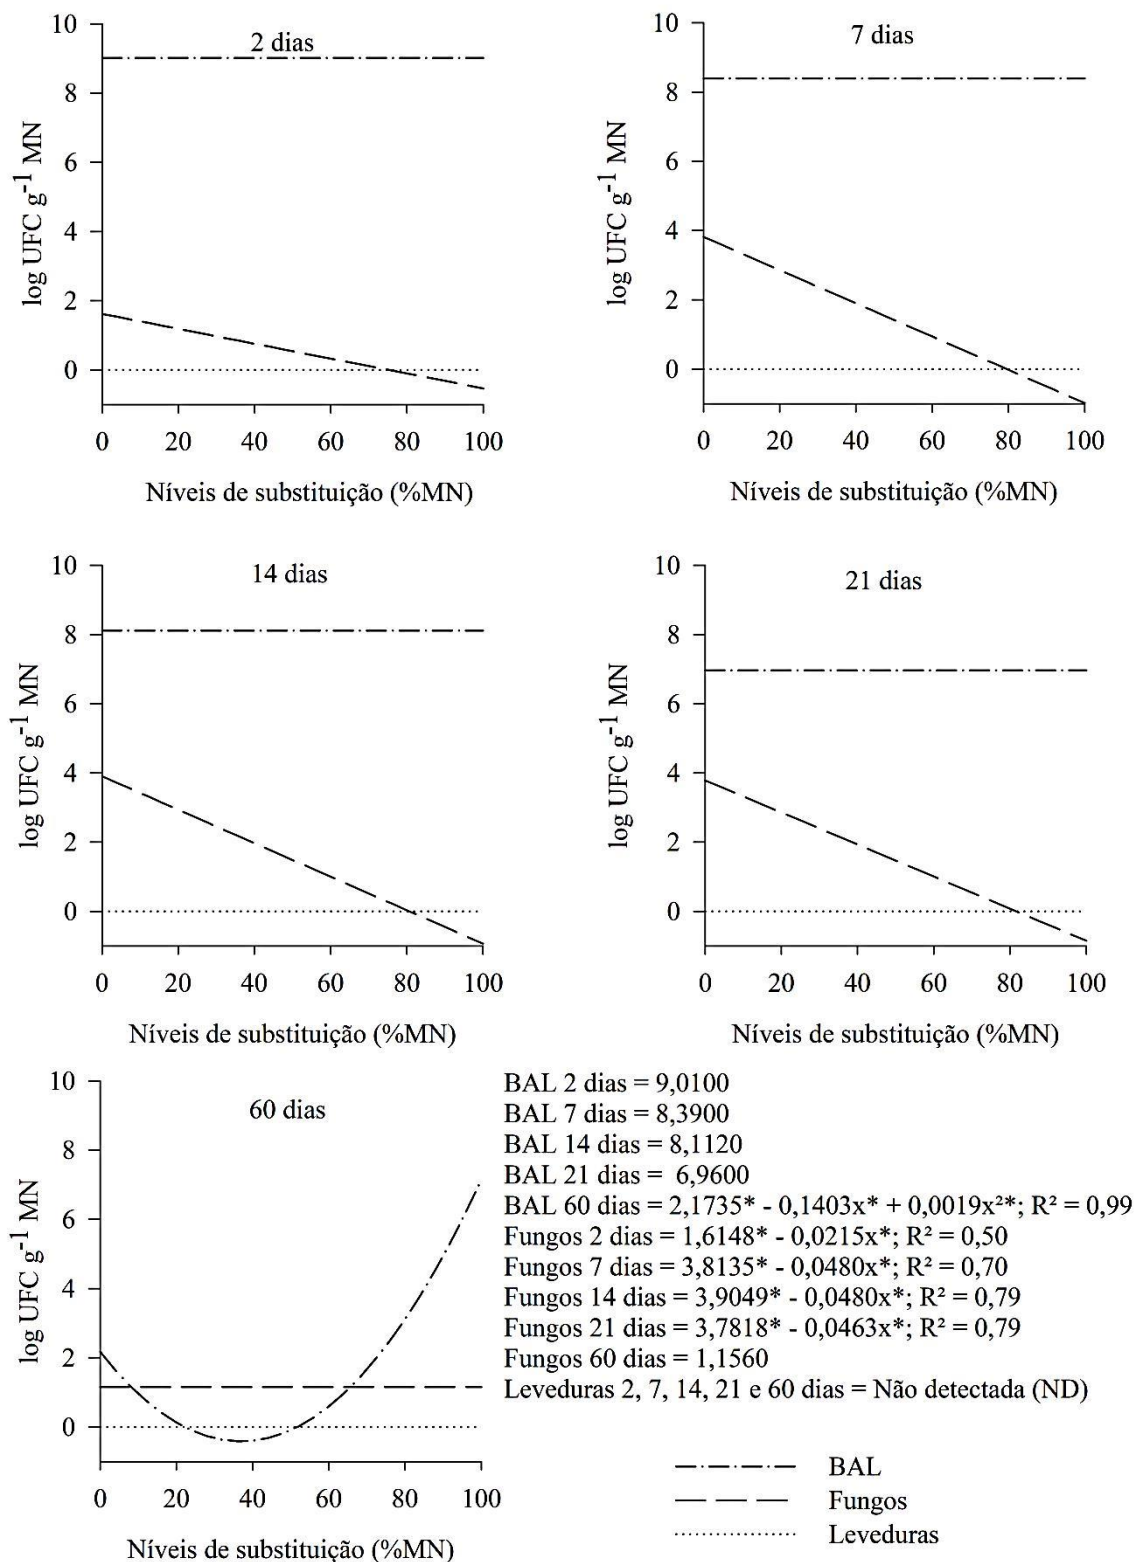 2 dias
10
8
6
4
2
0
log UFC g⁻¹ MN
0 20 40 60 80 100
Níveis de substituição (%MN)
7 dias
10
8
6
4
2
0
log UFC g⁻¹ MN
0 20 40 60 80 100
Níveis de substituição (%MN)
14 dias
10
8
6
4
2
0
log UFC g⁻¹ MN
0 20 40 60 80 100
Níveis de substituição (%MN)
21 dias
10
8
6
4
2
0
log UFC g⁻¹ MN
0 20 40 60 80 100
Níveis de substituição (%MN)
60 dias
10
8
6
4
2
0
log UFC g⁻¹ MN
0 20 40 60 80 100
Níveis de substituição (%MN)
BAL 2 dias = 9,0100
BAL 7 dias = 8,3900
BAL 14 dias = 8,1120
BAL 21 dias = 6,9600
BAL 60 dias = 2,1735* - 0,1403x* + 0,0019x²*; R² = 0,99
Fungos 2 dias = 1,6148* - 0,0215x*; R² = 0,50
Fungos 7 dias = 3,8135* - 0,0480x*; R² = 0,70
Fungos 14 dias = 3,9049* - 0,0480x*; R² = 0,79
Fungos 21 dias = 3,7818* - 0,0463x*; R² = 0,79
Fungos 60 dias = 1,1560
Leveduras 2, 7, 14, 21 e 60 dias = Não detectada (ND)
BAL
Fungos
Leveduras